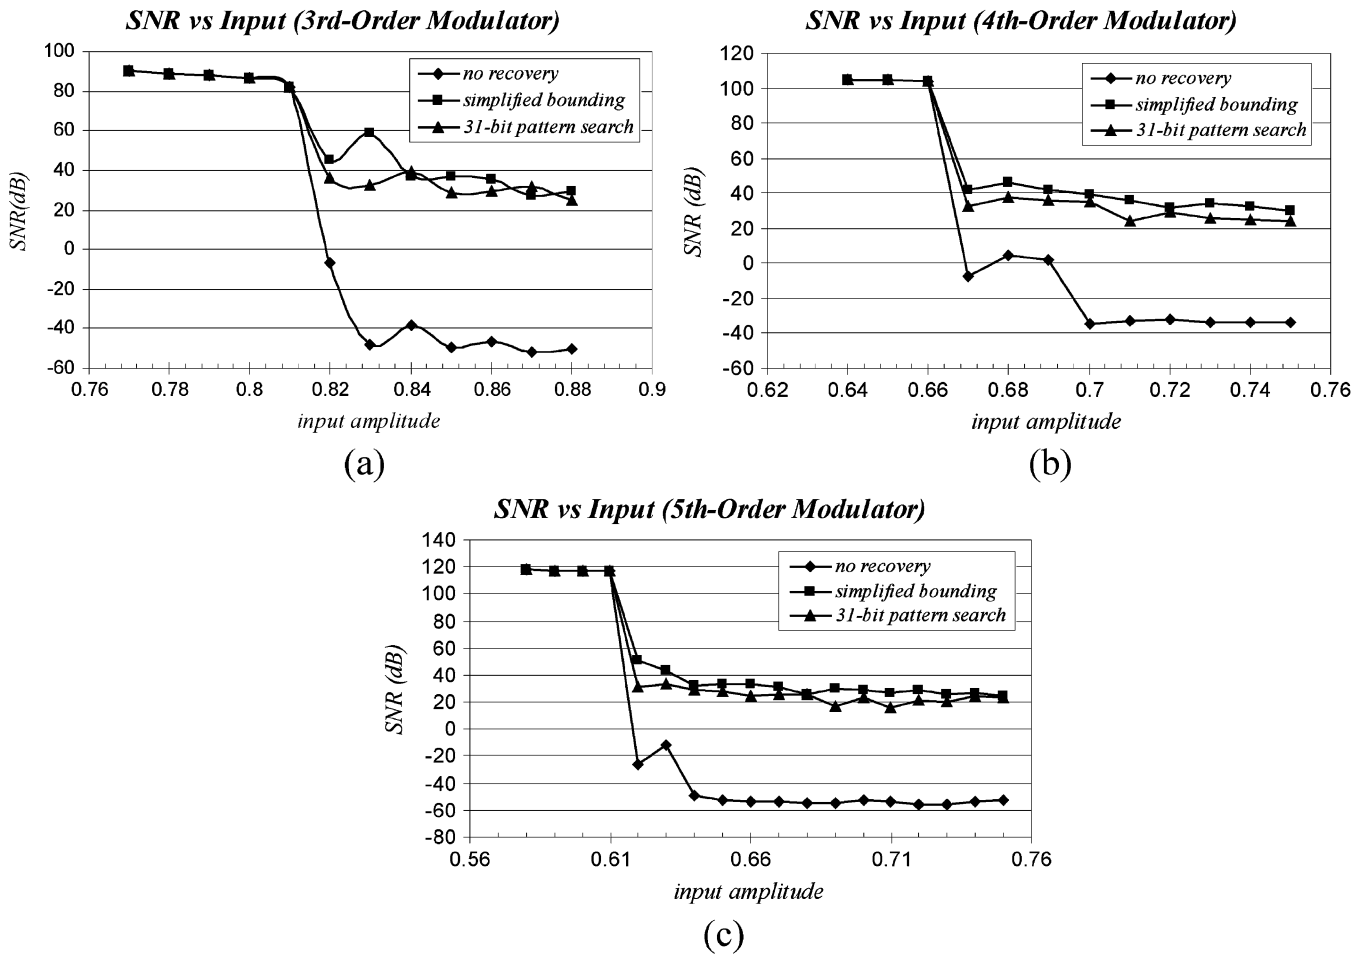 SNR vs Input (3rd-Order Modulator)
100
80
60
40
20
0
-20
-40
-60
0.76 0.78 0.8 0.82 0.84 0.86 0.88 0.9
SNR(dB)
input amplitude
no recovery
simplified bounding
31-bit pattern search
(a)
SNR vs Input (4th-Order Modulator)
120
100
80
60
40
20
0
-20
-40
-60
0.62 0.64 0.66 0.68 0.7 0.72 0.74 0.76
SNR (dB)
input amplitude
no recovery
simplified bounding
31-bit pattern search
(b)
SNR vs Input (5th-Order Modulator)
140
120
100
80
60
40
20
0
-20
-40
-60
-80
0.56 0.61 0.66 0.71 0.76
SNR (dB)
input amplitude
no recovery
simplified bounding
31-bit pattern search
(c)